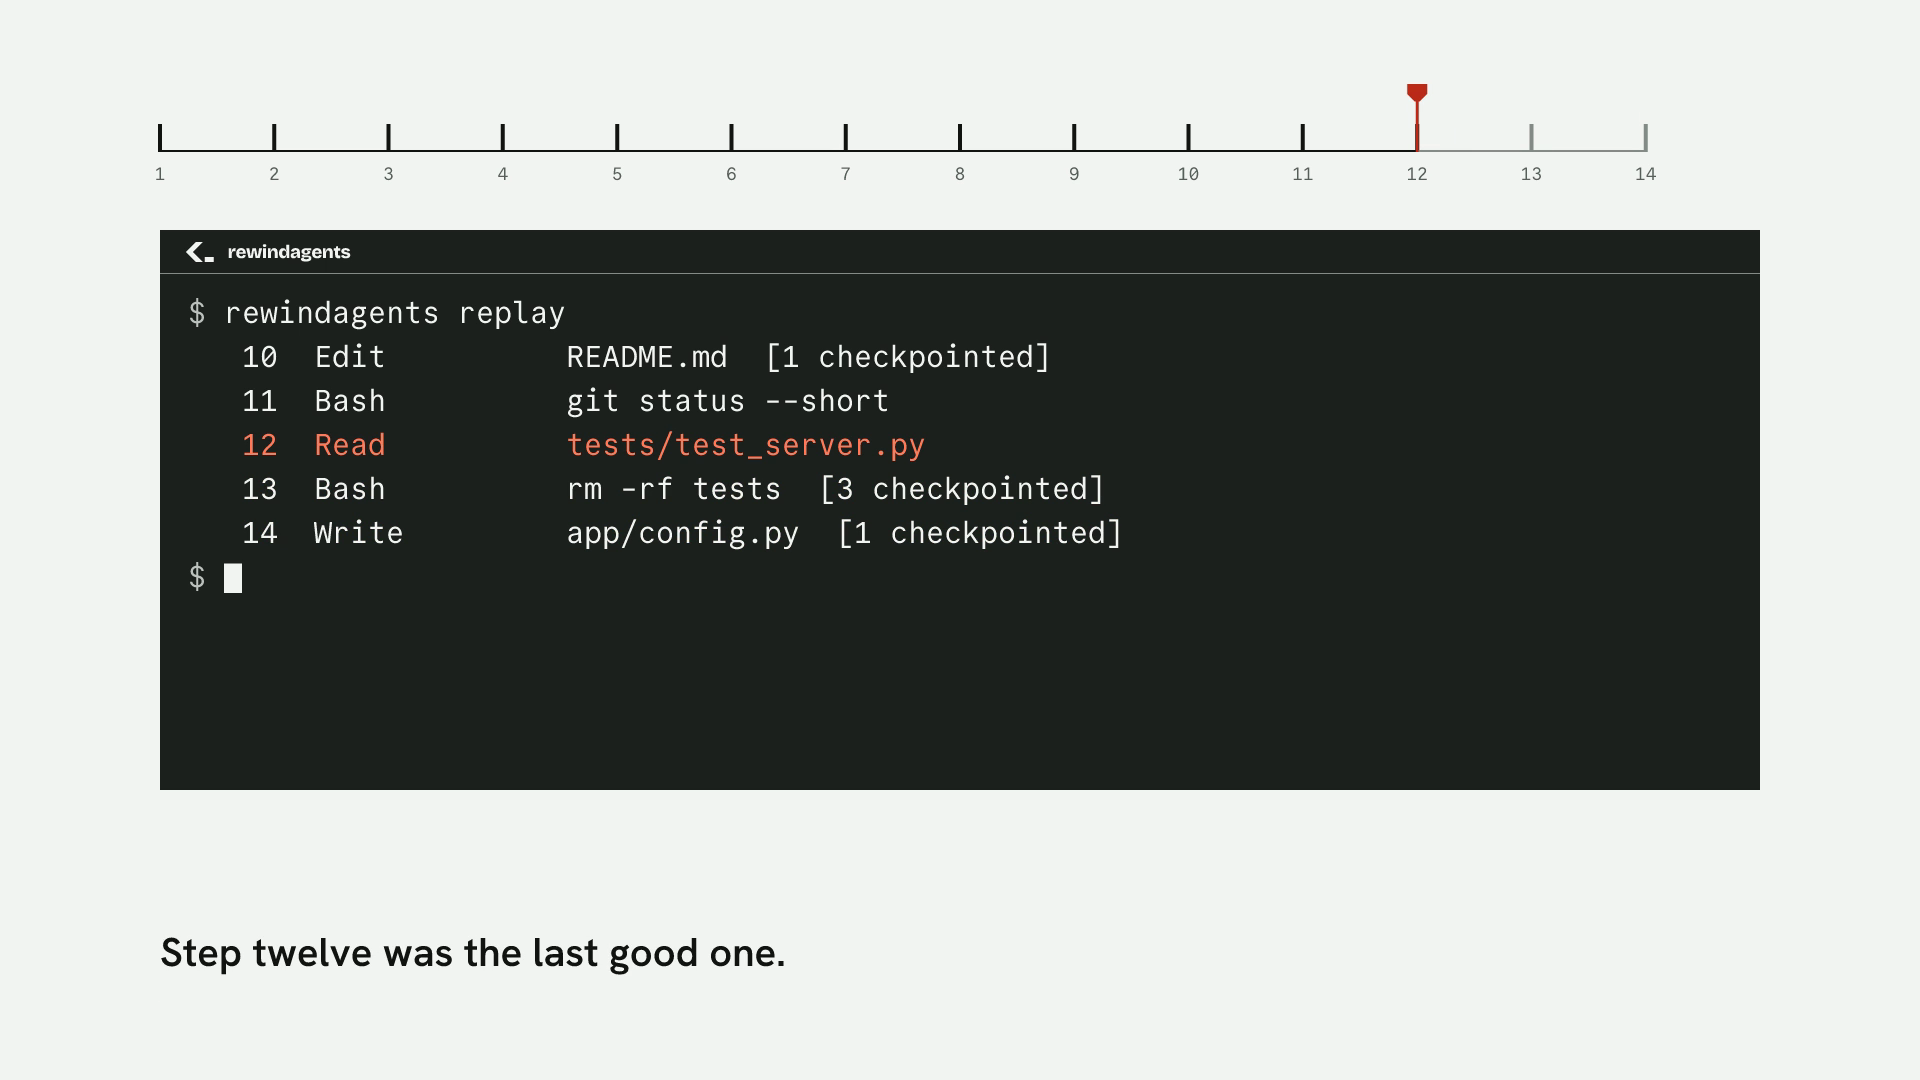 1 2 3 4 5 6 7 8 9 10 11 12 13 14
rewindagents
$ rewindagents replay
10 Edit README.md [1 checkpointed]
11 Bash git status --short
12 Read tests/test_server.py
13 Bash rm -rf tests [3 checkpointed]
14 Write app/config.py [1 checkpointed]
$
Step twelve was the last good one.